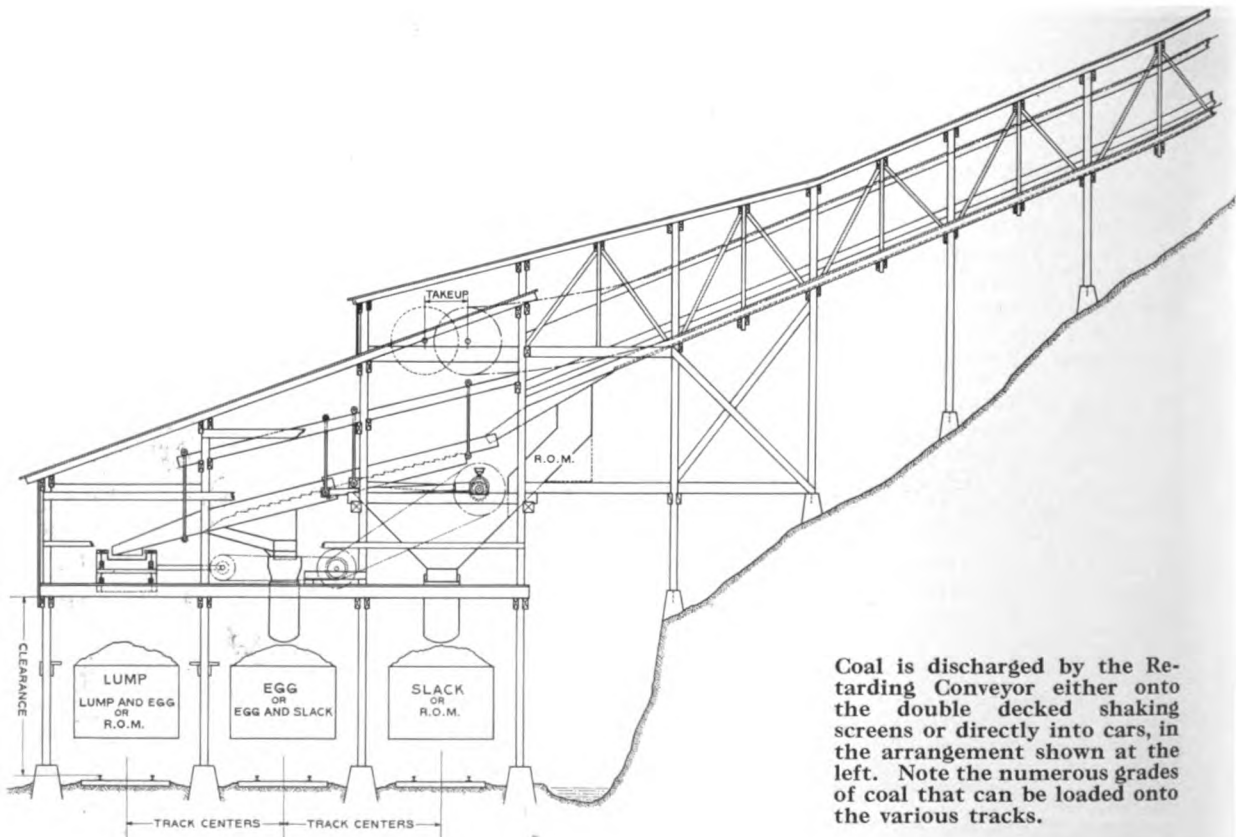 TAKEUP
R.O.M.
CLEARANCE
LUMP
LUMP AND EGG
OR
R.O.M.
EGG
OR
EGG AND SLACK
SLACK
OR
R.O.M.
TRACK CENTERS
TRACK CENTERS
Coal is discharged by the Re-
tarding Conveyor either onto
the double decked shaking
screens or directly into cars, in
the arrangement shown at the
left. Note the numerous grades
of coal that can be loaded onto
the various tracks.